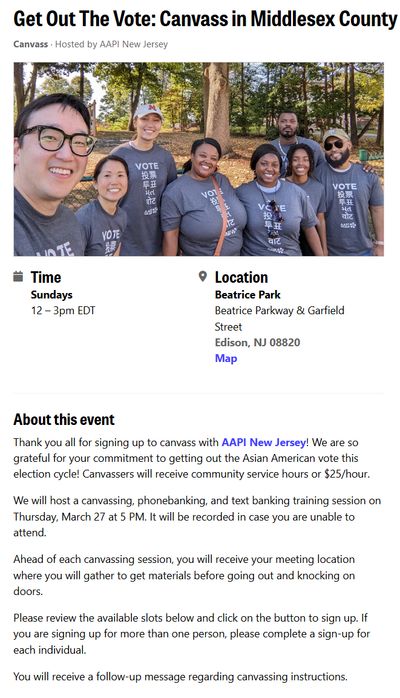 Get Out The Vote: Canvass in Middlesex County
Canvass · Hosted by AAPI New Jersey
VOTE
VOTE
投票
투표
VOTE
投票
투표
मत
VOTE
投票
투표
मत
VOTE
VOTE
投票
투표
Time
Sundays
12 – 3pm EDT
Location
Beatrice Park
Beatrice Parkway & Garfield
Street
Edison, NJ 08820
Map
About this event
Thank you all for signing up to canvass with AAPI New Jersey! We are so
grateful for your commitment to getting out the Asian American vote this
election cycle! Canvassers will receive community service hours or $25/hour.
We will host a canvassing, phonebanking, and text banking training session on
Thursday, March 27 at 5 PM. It will be recorded in case you are unable to
attend.
Ahead of each canvassing session, you will receive your meeting location
where you will gather to get materials before going out and knocking on
doors.
Please review the available slots below and click on the button to sign up. If
you are signing up for more than one person, please complete a sign-up for
each individual.
You will receive a follow-up message regarding canvassing instructions.